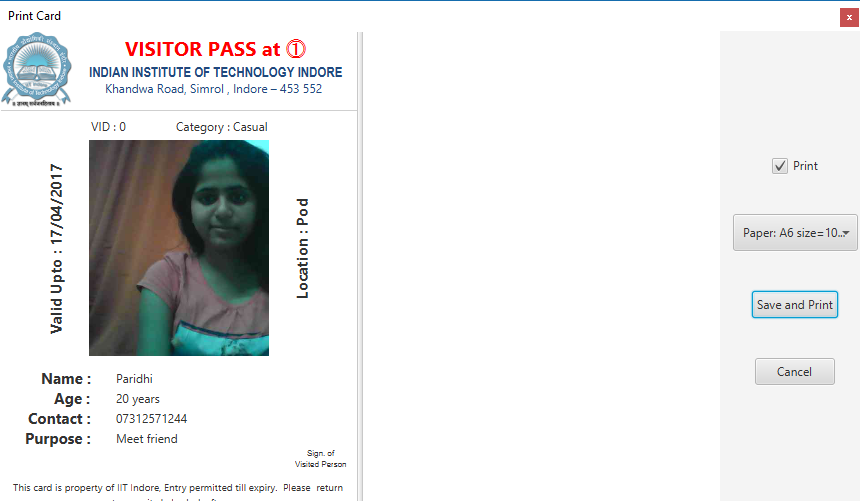 Print Card
x
VISITOR PASS at ①
INDIAN INSTITUTE OF TECHNOLOGY INDORE
Khandwa Road, Simrol , Indore – 453 552
VID : 0 Category : Casual
Valid Upto : 17/04/2017
Location : Pod
Name : Paridhi
Age : 20 years
Contact : 07312571244
Purpose : Meet friend
Sign. of
Visited Person
This card is property of IIT Indore, Entry permitted till expiry. Please return
Print
Paper: A6 size=10...
Save and Print
Cancel